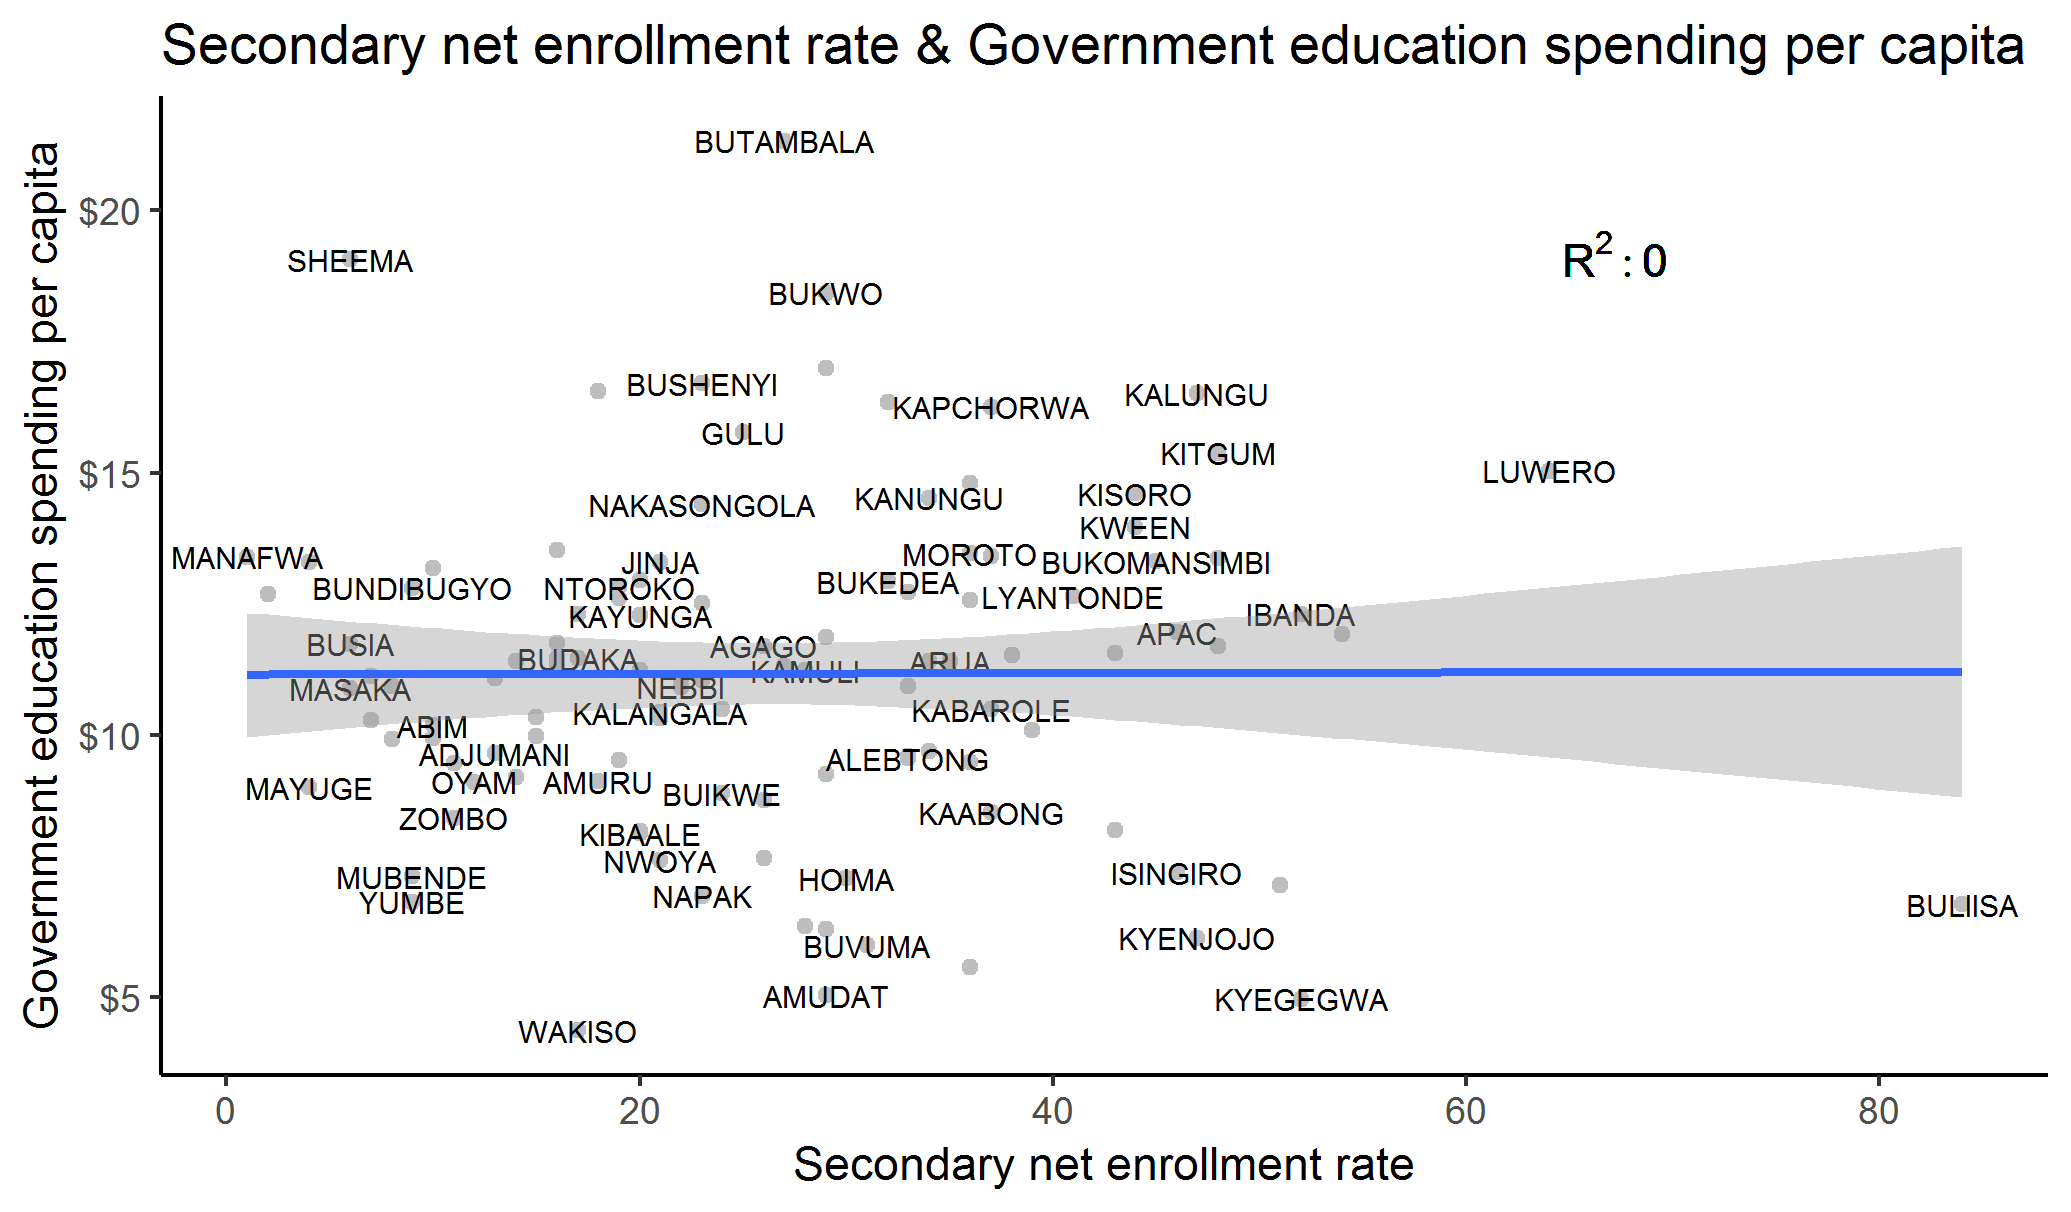 Secondary net enrollment rate & Government education spending per capita
Government education spending per capita
$20
$15
$10
$5
BUTAMBALA
SHEEMA
R²: 0
BUKWO
BUSHENYI
KAPCHORWA
KALUNGU
GULU
KITGUM
LUWERO
NAKASONGOLA
KANUNGU
KISORO
KWEEN
MANAFWA
JINJA
MOROTO
BUKOMANSIMBI
BUNDIBUGYO
NTOROKO
BUKEDEA
LYANTONDE
KAYUNGA
IBANDA
BUSIA
AGAGO
APAC
BUDAKA
KAMULI
ARUA
MASAKA
NEBBI
KALANGALA
KABAROLE
ABIM
ADJUMANI
ALEBTONG
MAYUGE
OYAM
AMURU
BUIKWE
ZOMBO
KAABONG
KIBAALE
NWOYA
MUBENDE
HOIMA
ISINGIRO
YUMBE
NAPAK
BULIISA
BUVUMA
KYENJOJO
AMUDAT
KYEGEGWA
WAKISO
0
20
40
60
80
Secondary net enrollment rate